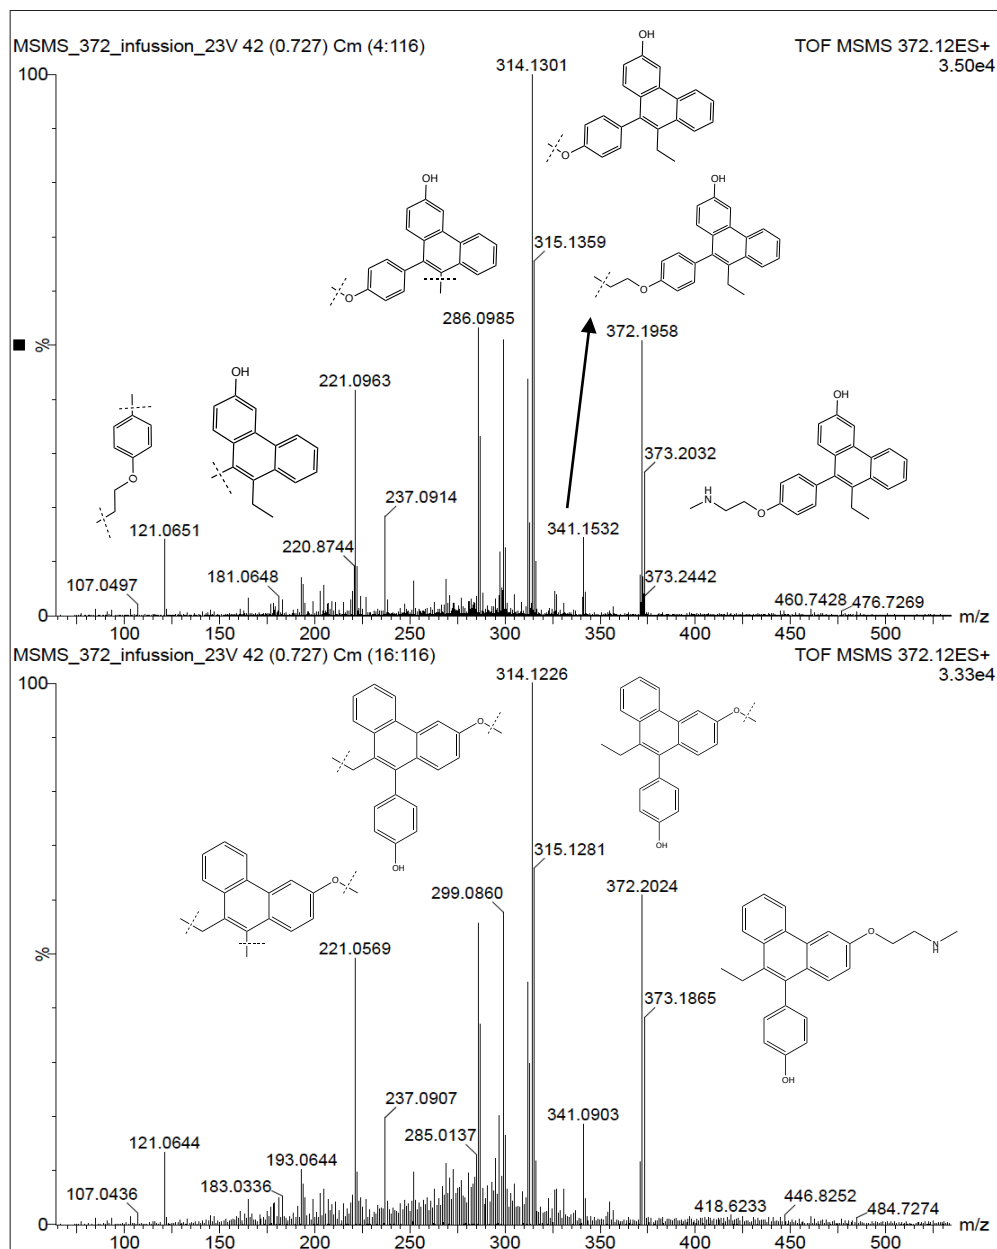 MSMS_372_infussion_23V 42 (0.727) Cm (4:116)
TOF MSMS 372.12ES+
3.50e4
100
%
0
314.1301
315.1359
286.0985
372.1958
221.0963
373.2032
237.0914
341.1532
121.0651
220.8744
181.0648
107.0497
373.2442
460.7428
476.7269
OH
O
OH
O
OH
O
OH
O
OH
H
N
O
m/z
100
150
200
250
300
350
400
450
500
MSMS_372_infussion_23V 42 (0.727) Cm (16:116)
TOF MSMS 372.12ES+
3.33e4
100
%
0
314.1226
315.1281
299.0860
372.2024
221.0569
373.1865
237.0907
285.0137
341.0903
121.0644
193.0644
183.0336
107.0436
418.6233
446.8252
484.7274
O
OH
O
OH
O
O
N
H
OH
m/z
100
150
200
250
300
350
400
450
500